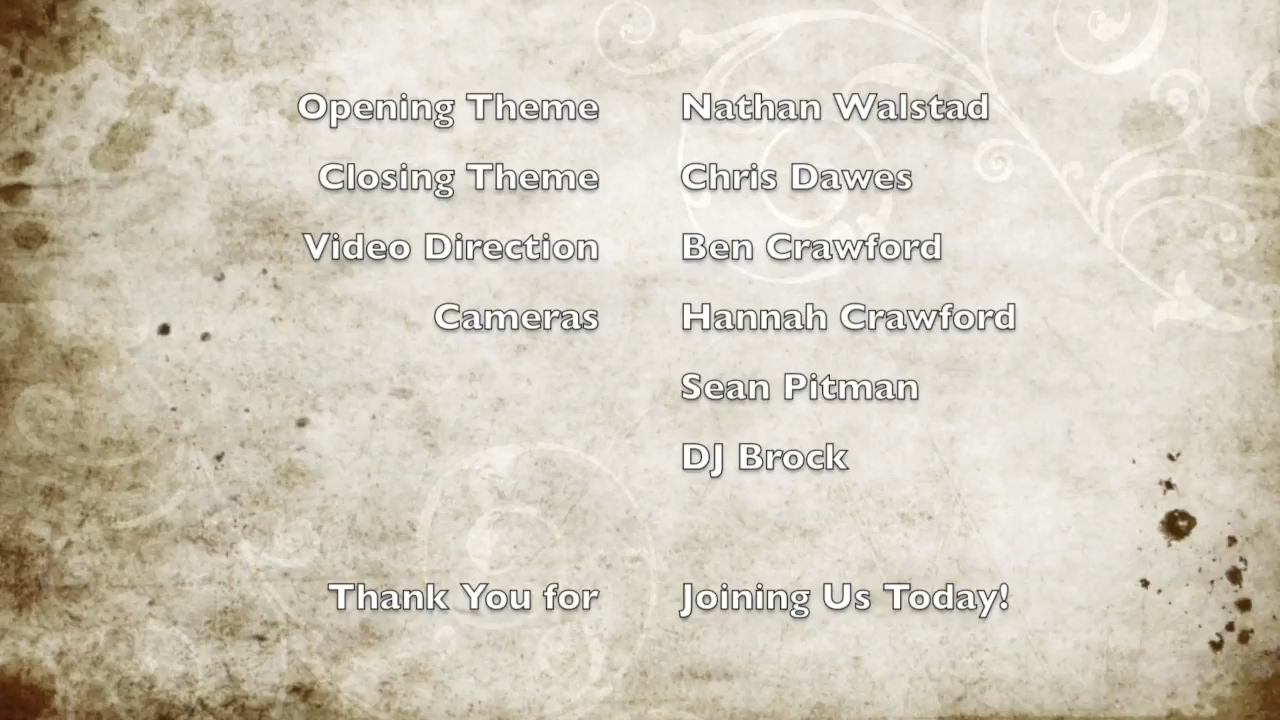 Opening Theme Nathan Walstad
Closing Theme Chris Dawes
Video Direction Ben Crawford
Cameras Hannah Crawford
Sean Pitman
DJ Brock
Thank You for Joining Us Today!